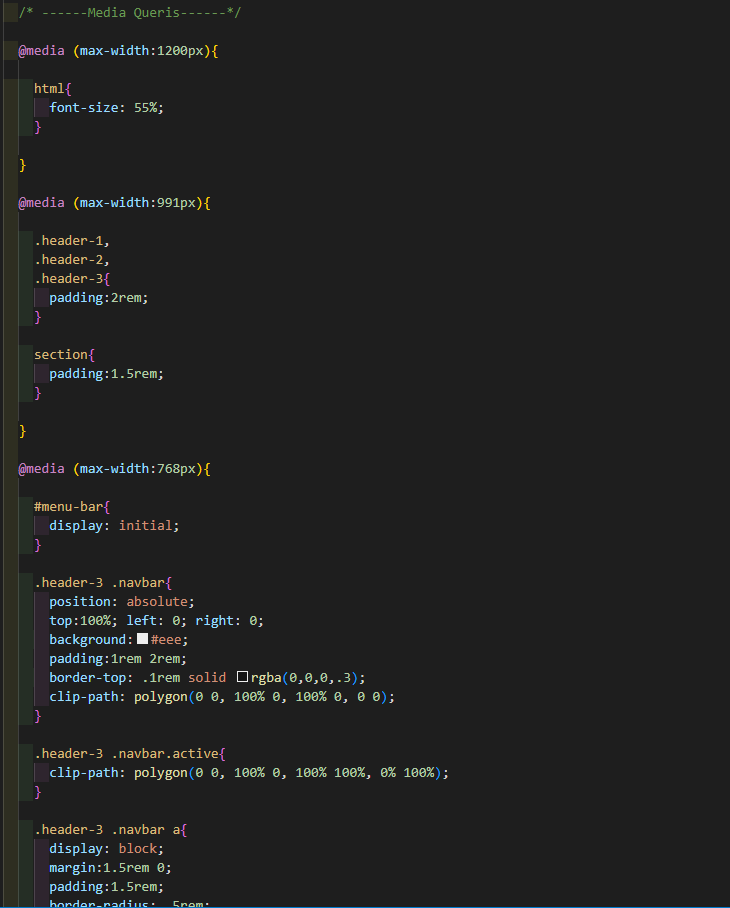 /* ------Media Queris------*/
@media (max-width:1200px){
html{
font-size: 55%;
}
}
@media (max-width:991px){
.header-1,
.header-2,
.header-3{
padding:2rem;
}
section{
padding:1.5rem;
}
}
@media (max-width:768px){
#menu-bar{
display: initial;
}
.header-3 .navbar{
position: absolute;
top:100%; left: 0; right: 0;
background:#eee;
padding:1rem 2rem;
border-top: .1rem solid rgba(0,0,0,.3);
clip-path: polygon(0 0, 100% 0, 100% 0, 0 0);
}
.header-3 .navbar.active{
clip-path: polygon(0 0, 100% 0, 100% 100%, 0% 100%);
}
.header-3 .navbar a{
display: block;
margin:1.5rem 0;
padding:1.5rem;
border-radius: .5rem;